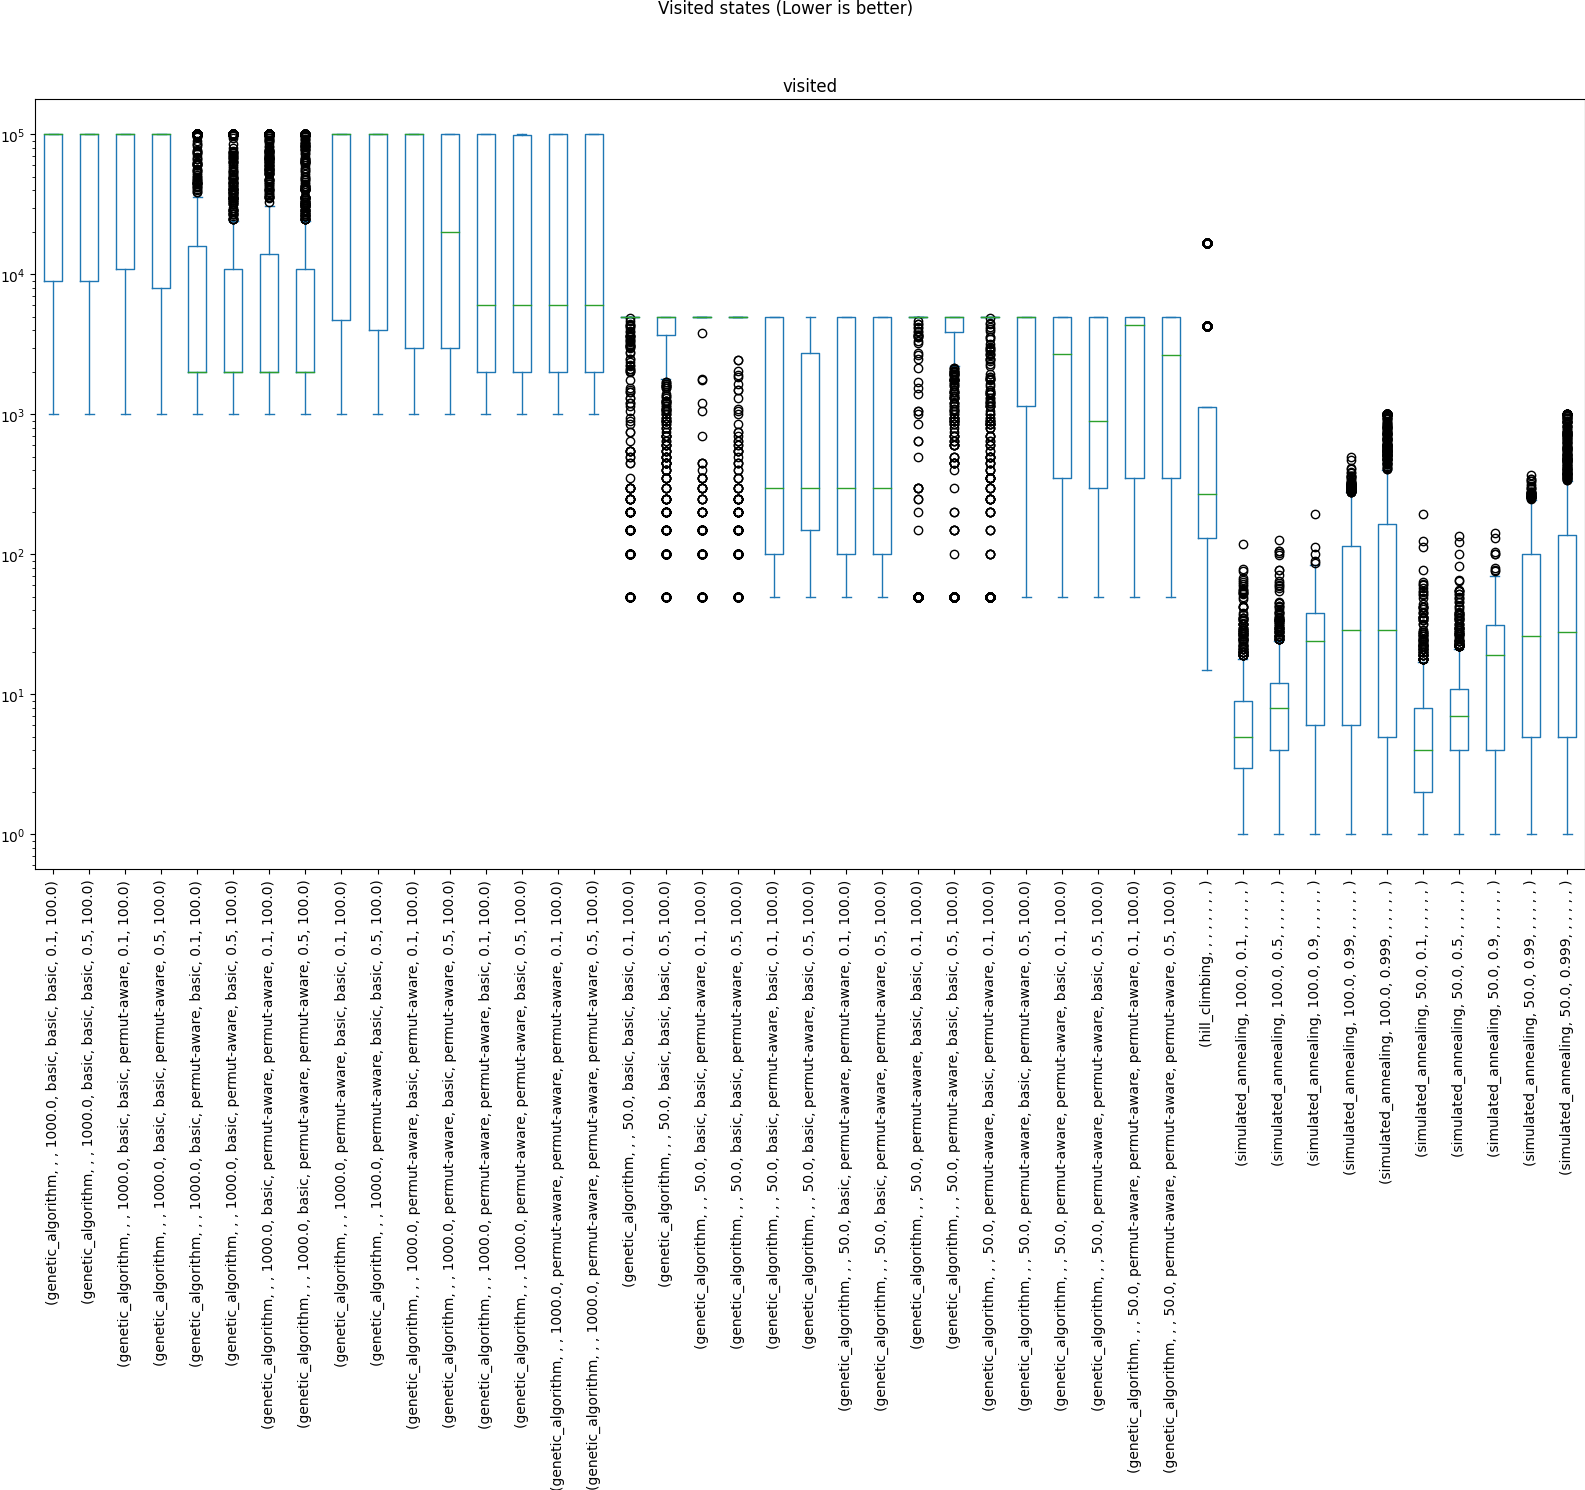 Visited states (Lower is better)
visited
10^5
10^4
10^3
10^2
10^1
10^0
(genetic_algorithm, , , 1000.0, basic, basic, basic, 0.1, 100.0)
(genetic_algorithm, , , 1000.0, basic, basic, basic, 0.5, 100.0)
(genetic_algorithm, , , 1000.0, basic, basic, permut-aware, 0.1, 100.0)
(genetic_algorithm, , , 1000.0, basic, basic, permut-aware, 0.5, 100.0)
(genetic_algorithm, , , 1000.0, basic, permut-aware, basic, 0.1, 100.0)
(genetic_algorithm, , , 1000.0, basic, permut-aware, basic, 0.5, 100.0)
(genetic_algorithm, , , 1000.0, basic, permut-aware, permut-aware, 0.1, 100.0)
(genetic_algorithm, , , 1000.0, basic, permut-aware, permut-aware, 0.5, 100.0)
(genetic_algorithm, , , 1000.0, permut-aware, basic, basic, 0.1, 100.0)
(genetic_algorithm, , , 1000.0, permut-aware, basic, basic, 0.5, 100.0)
(genetic_algorithm, , , 1000.0, permut-aware, basic, permut-aware, 0.1, 100.0)
(genetic_algorithm, , , 1000.0, permut-aware, basic, permut-aware, 0.5, 100.0)
(genetic_algorithm, , , 1000.0, permut-aware, permut-aware, basic, 0.1, 100.0)
(genetic_algorithm, , , 1000.0, permut-aware, permut-aware, basic, 0.5, 100.0)
(genetic_algorithm, , , 1000.0, permut-aware, permut-aware, permut-aware, 0.1, 100.0)
(genetic_algorithm, , , 1000.0, permut-aware, permut-aware, permut-aware, 0.5, 100.0)
(genetic_algorithm, , , 50.0, basic, basic, basic, 0.1, 100.0)
(genetic_algorithm, , , 50.0, basic, basic, basic, 0.5, 100.0)
(genetic_algorithm, , , 50.0, basic, basic, permut-aware, 0.1, 100.0)
(genetic_algorithm, , , 50.0, basic, basic, permut-aware, 0.5, 100.0)
(genetic_algorithm, , , 50.0, basic, permut-aware, basic, 0.1, 100.0)
(genetic_algorithm, , , 50.0, basic, permut-aware, basic, 0.5, 100.0)
(genetic_algorithm, , , 50.0, basic, permut-aware, permut-aware, 0.1, 100.0)
(genetic_algorithm, , , 50.0, basic, permut-aware, permut-aware, 0.5, 100.0)
(genetic_algorithm, , , 50.0, permut-aware, basic, basic, 0.1, 100.0)
(genetic_algorithm, , , 50.0, permut-aware, basic, basic, 0.5, 100.0)
(genetic_algorithm, , , 50.0, permut-aware, basic, permut-aware, 0.1, 100.0)
(genetic_algorithm, , , 50.0, permut-aware, basic, permut-aware, 0.5, 100.0)
(genetic_algorithm, , , 50.0, permut-aware, permut-aware, basic, 0.1, 100.0)
(genetic_algorithm, , , 50.0, permut-aware, permut-aware, basic, 0.5, 100.0)
(genetic_algorithm, , , 50.0, permut-aware, permut-aware, permut-aware, 0.1, 100.0)
(genetic_algorithm, , , 50.0, permut-aware, permut-aware, permut-aware, 0.5, 100.0)
(hill_climbing, , , , , , , , )
(simulated_annealing, 100.0, 0.1, , , , , , )
(simulated_annealing, 100.0, 0.5, , , , , , )
(simulated_annealing, 100.0, 0.9, , , , , , )
(simulated_annealing, 100.0, 0.99, , , , , , )
(simulated_annealing, 100.0, 0.999, , , , , , )
(simulated_annealing, 50.0, 0.1, , , , , , )
(simulated_annealing, 50.0, 0.5, , , , , , )
(simulated_annealing, 50.0, 0.9, , , , , , )
(simulated_annealing, 50.0, 0.99, , , , , , )
(simulated_annealing, 50.0, 0.999, , , , , , )